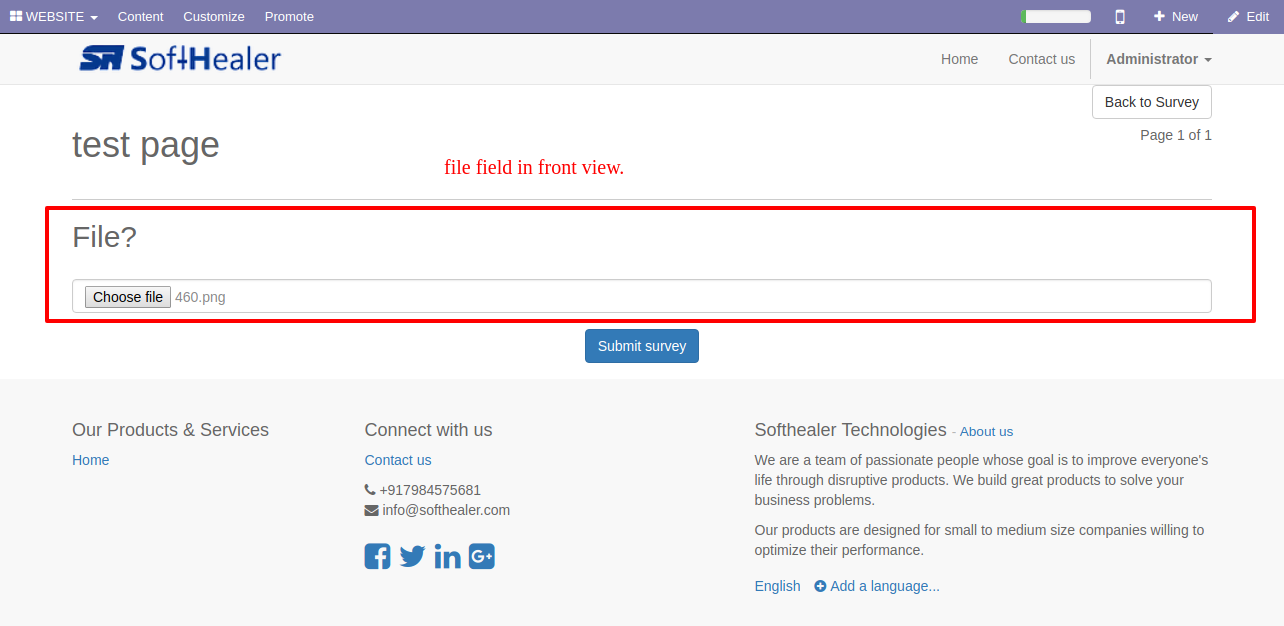 WEBSITE Content Customize Promote New Edit
SoftHealer Home Contact us Administrator
Back to Survey
Page 1 of 1
test page
file field in front view.
File?
Choose file 460.png
Submit survey
Our Products & Services
Home
Connect with us
Contact us
+917984575681
info@softhealer.com
Softhealer Technologies - About us
We are a team of passionate people whose goal is to improve everyone's
life through disruptive products. We build great products to solve your
business problems.
Our products are designed for small to medium size companies willing to
optimize their performance.
English Add a language...